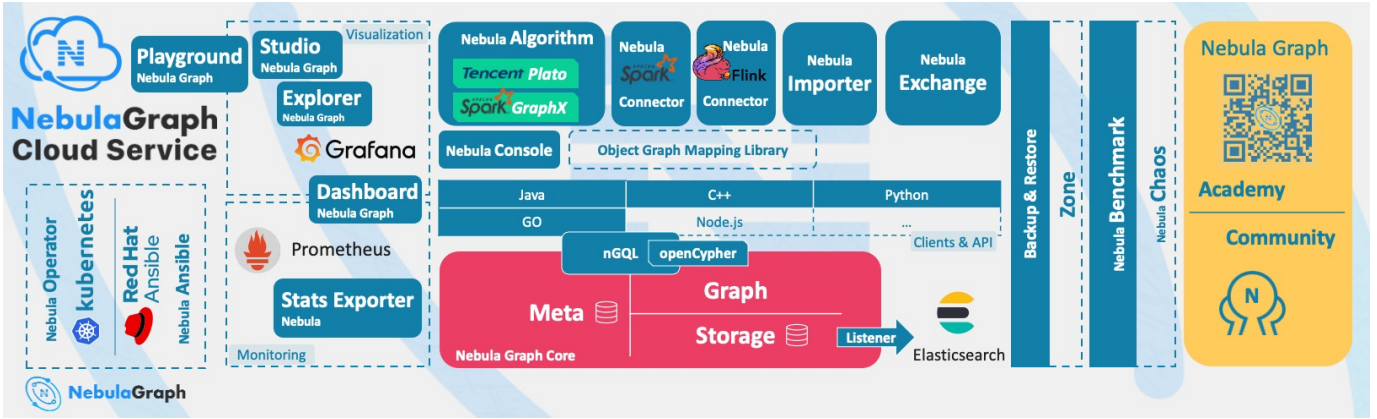 NebulaGraph
Cloud Service
Playground
Nebula Graph
Visualization
Studio
Nebula Graph
Explorer
Nebula Graph
Grafana
Dashboard
Nebula Graph
Prometheus
Stats Exporter
Nebula
Monitoring
Nebula Operator
kubernetes
Red Hat
Ansible
Nebula Ansible
NebulaGraph
Nebula Algorithm
Tencent Plato
APACHE
Spark GraphX
Nebula
APACHE
Spark
Connector
Nebula
Flink
Connector
Nebula
Importer
Nebula
Exchange
Nebula Console
Object Graph Mapping Library
Java
C++
Python
GO
Node.js
...
Clients & API
nGQL
openCypher
Meta
Graph
Storage
Nebula Graph Core
Listener
Elasticsearch
Backup & Restore
Zone
Nebula Benchmark
Nebula Chaos
Nebula Graph
Academy
Community
N